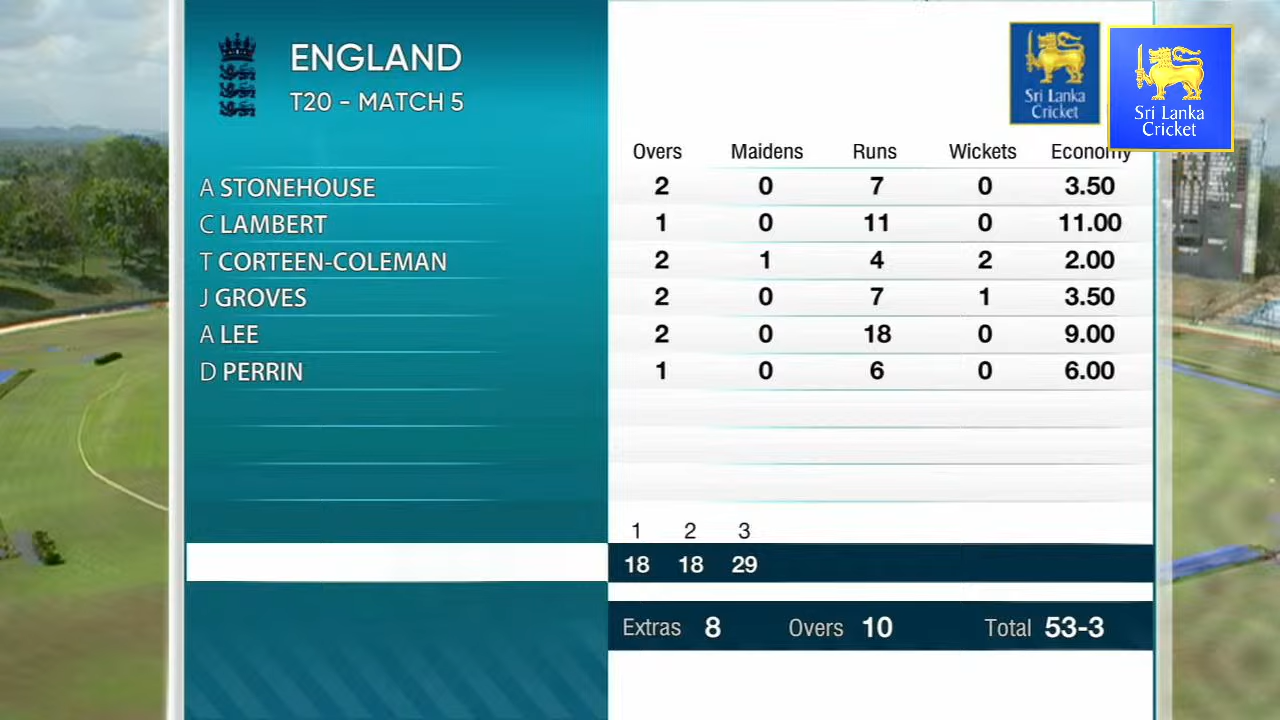 ENGLAND
T20 - MATCH 5
Sri Lanka
Cricket
Sri Lanka
Cricket
Overs Maidens Runs Wickets Economy
A STONEHOUSE 2 0 7 0 3.50
C LAMBERT 1 0 11 0 11.00
T CORTEEN-COLEMAN 2 1 4 2 2.00
J GROVES 2 0 7 1 3.50
A LEE 2 0 18 0 9.00
D PERRIN 1 0 6 0 6.00
1 2 3
18 18 29
Extras 8 Overs 10 Total 53-3